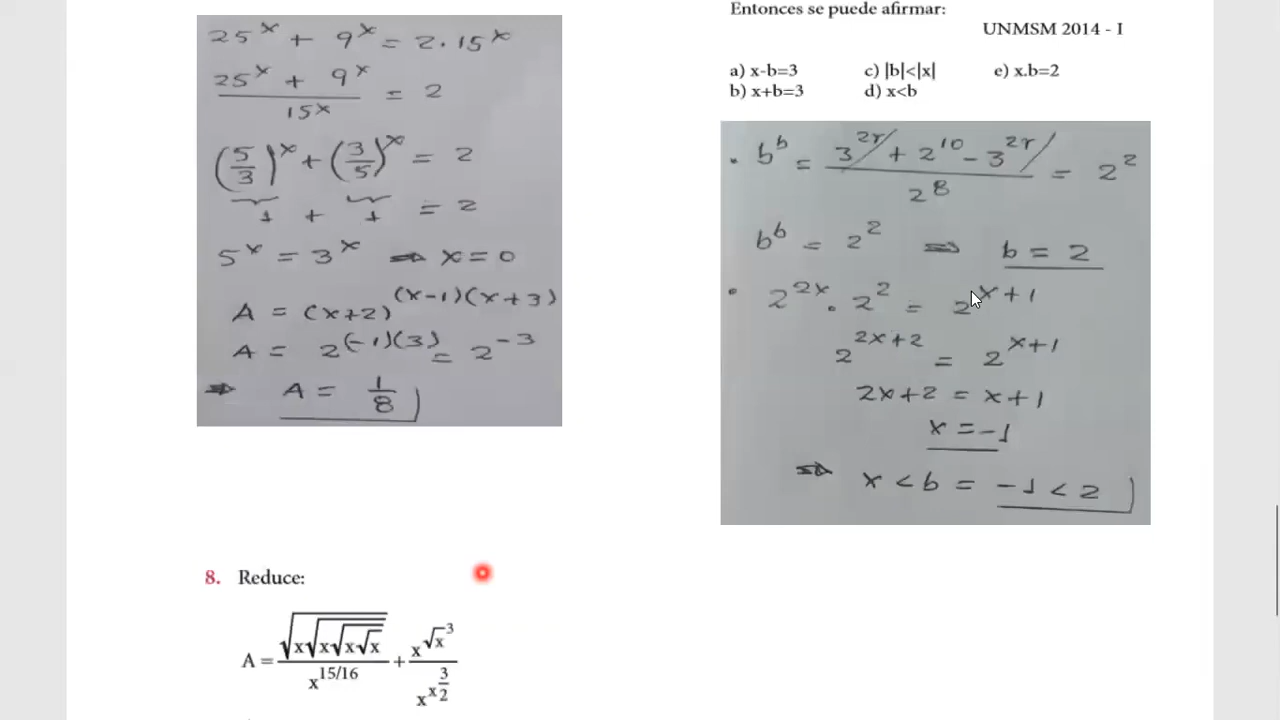 25^x + 9^x = 2 . 15^x
25^x + 9^x / 15^x = 2
(5/3)^x + (3/5)^x = 2
1 + 1 = 2
5^x = 3^x ⇒ x = 0
A = (x+2)^(x-1)(x+3)
A = 2^(-1)(3) = 2^-3
⇒ A = 1/8
8. Reduce:
A = √x√x√x√x / x^15/16 + x^√x^3 / x^x^3/2
Entonces se puede afirmar:
UNMSM 2014 - I
a) x-b=3 c) |b|<|x| e) x.b=2
b) x+b=3 d) x<b
. b^b = 3^2r + 2^10 - 3^2r / 2^8 = 2^2
b^b = 2^2 ⇒ b = 2
. 2^2x . 2^2 = 2^x+1
2^2x+2 = 2^x+1
2x+2 = x+1
x = -1
⇒ x < b = -1 < 2